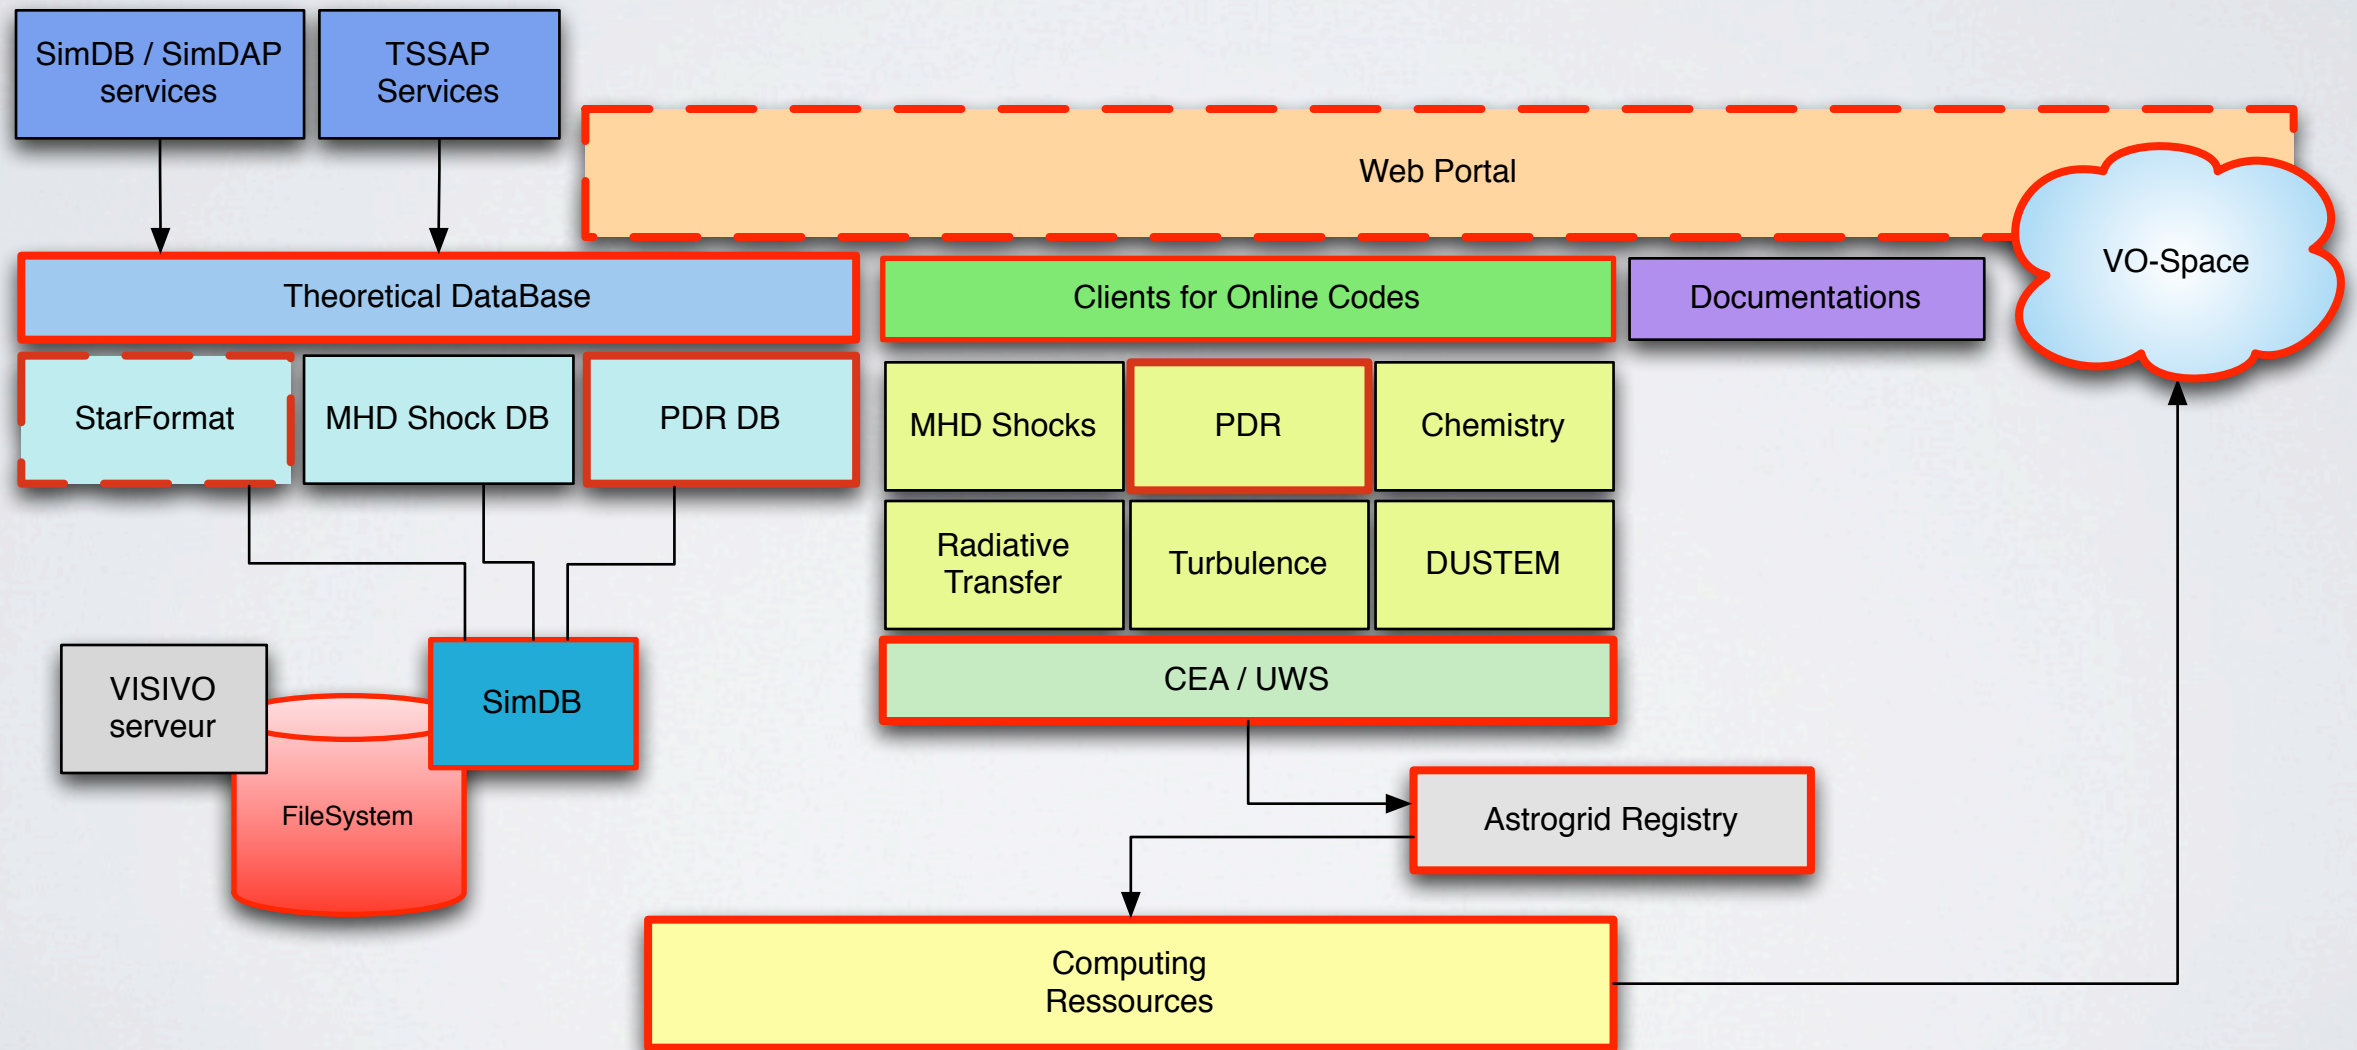 SimDB / SimDAP
services
TSSAP
Services
Web Portal
VO-Space
Theoretical DataBase
Clients for Online Codes
Documentations
StarFormat
MHD Shock DB
PDR DB
MHD Shocks
PDR
Chemistry
Radiative
Transfer
Turbulence
DUSTEM
VISIVO
serveur
SimDB
FileSystem
CEA / UWS
Astrogrid Registry
Computing
Ressources